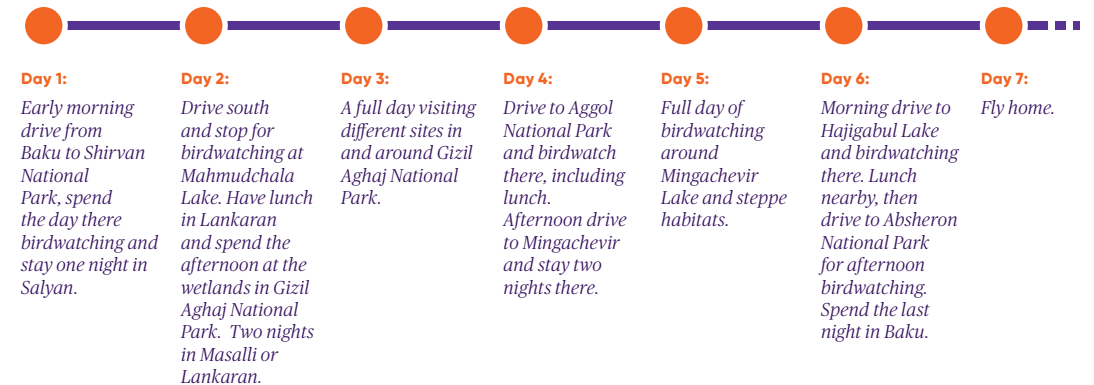 Day 1:
Early morning
drive from
Baku to Shirvan
National
Park, spend
the day there
birdwatching and
stay one night in
Salyan.
Day 2:
Drive south
and stop for
birdwatching at
Mahmudchala
Lake. Have lunch
in Lankaran
and spend the
afternoon at the
wetlands in Gizil
Aghaj National
Park.  Two nights
in Masalli or
Lankaran.
Day 3:
A full day visiting
different sites in
and around Gizil
Aghaj National
Park.
Day 4:
Drive to Aggol
National Park
and birdwatch
there, including
lunch.
Afternoon drive
to Mingachevir
and stay two
nights there.
Day 5:
Full day of
birdwatching
around
Mingachevir
Lake and steppe
habitats.
Day 6:
Morning drive to
Hajigabul Lake
and birdwatching
there. Lunch
nearby, then
drive to Absheron
National Park
for afternoon
birdwatching.
Spend the last
night in Baku.
Day 7:
Fly home.